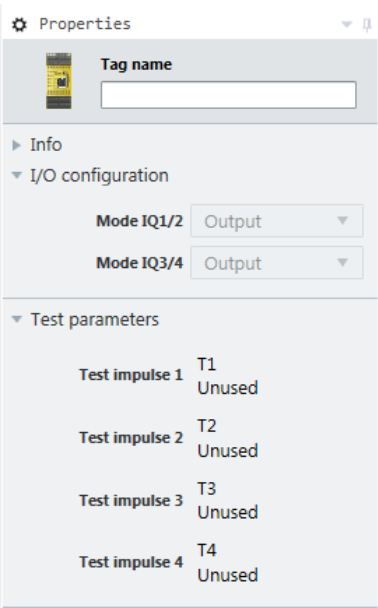 Properties
Tag name
Info
I/O configuration
Mode IQ1/2 Output
Mode IQ3/4 Output
Test parameters
Test impulse 1 T1
Unused
Test impulse 2 T2
Unused
Test impulse 3 T3
Unused
Test impulse 4 T4
Unused